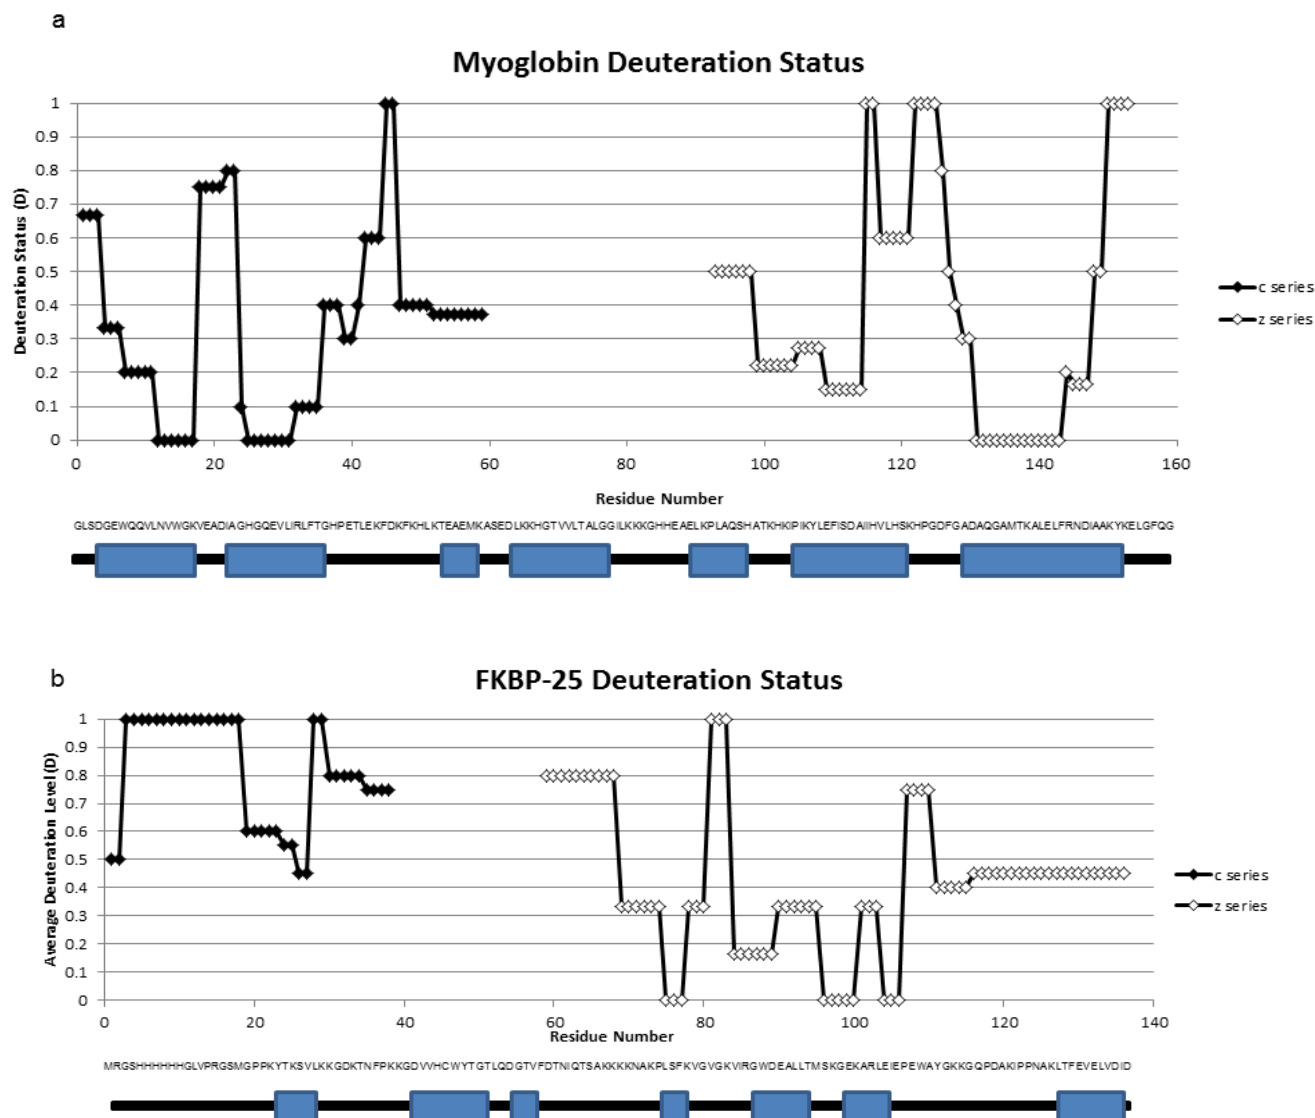 a
Myoglobin Deuteration Status
Deuteration Status (D)
1
0.9
0.8
0.7
0.6
0.5
0.4
0.3
0.2
0.1
0
0 20 40 60 80 100 120 140 160
Residue Number
c series
z series
GLSDGEWQQVLNVWGKVEADIAGHGQEVLIRLFTGHPETLEKFDKFKHLKTEAEMKASEDLKKHGTVVLTALGGILKKKGHHEAELKPLAQSHATKHKIPIKYLEFISDAIIHVLHSKHPGDFGADAQGAMTKALELFRNDIAAKYKELGFQG
b
FKBP-25 Deuteration Status
Average Deuteration Level (D)
1
0.9
0.8
0.7
0.6
0.5
0.4
0.3
0.2
0.1
0
0 20 40 60 80 100 120 140
Residue Number
c series
z series
MRGSHHHHHHGLVPRGSMGPPKYTKSVLKKGDKTNFPKKGDVVHCWYTGTLQDGTVFDTNIQTSAKKKKNAKPLSFKVGVGKVIRGWDEALLTMSKGEKARLEIEPEWAYGKKGQPDAKIPPNAKLTFEVELVDID